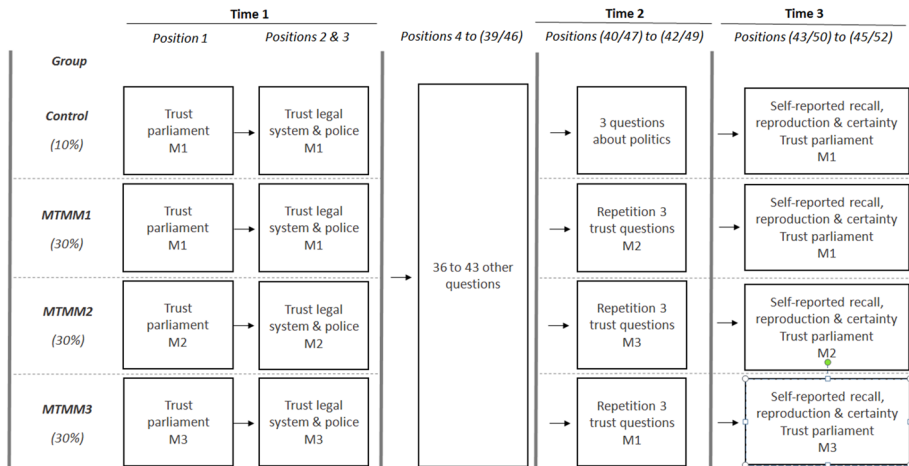 Time 1
Time 2
Time 3
Position 1
Positions 2 & 3
Positions 4 to (39/46)
Positions (40/47) to (42/49)
Positions (43/50) to (45/52)
Group
Control
(10%)
Trust
parliament
M1
Trust legal
system & police
M1
3 questions
about politics
Self-reported recall,
reproduction & certainty
Trust parliament
M1
MTMM1
(30%)
Trust
parliament
M1
Trust legal
system & police
M1
36 to 43 other
questions
Repetition 3
trust questions
M2
Self-reported recall,
reproduction & certainty
Trust parliament
M1
MTMM2
(30%)
Trust
parliament
M2
Trust legal
system & police
M2
Repetition 3
trust questions
M3
Self-reported recall,
reproduction & certainty
Trust parliament
M2
MTMM3
(30%)
Trust
parliament
M3
Trust legal
system & police
M3
Repetition 3
trust questions
M1
Self-reported recall,
reproduction & certainty
Trust parliament
M3